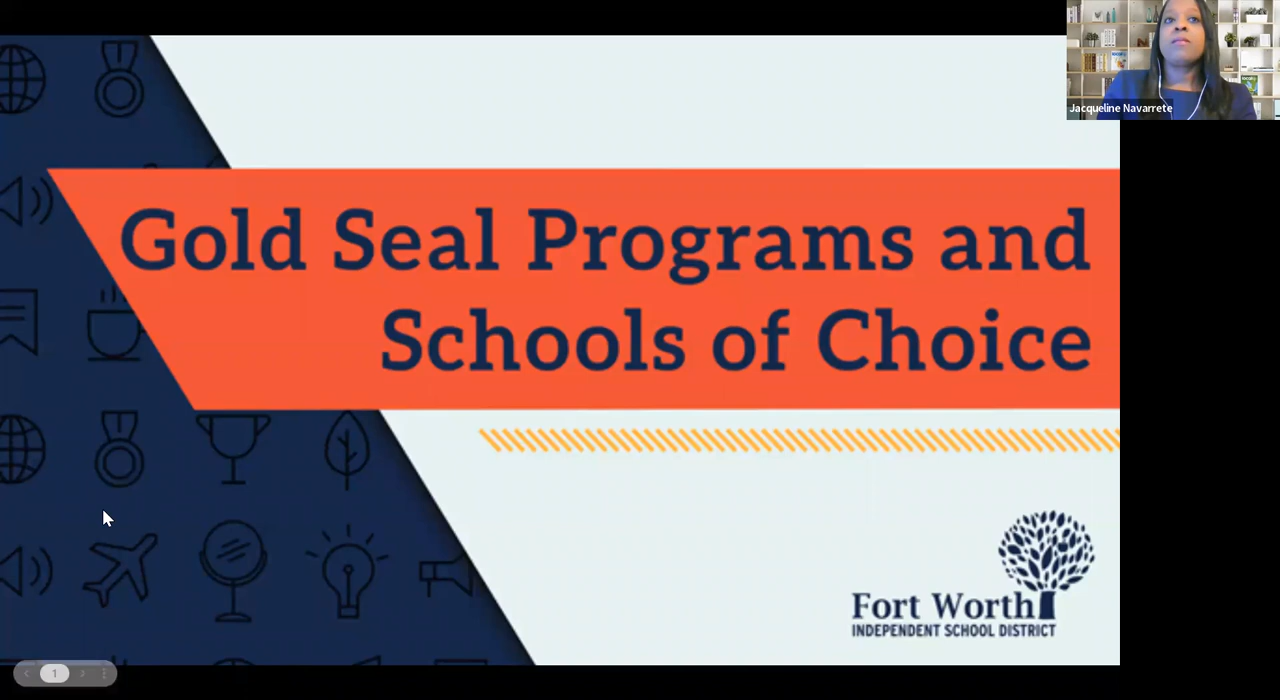 Jacqueline Navarrete
Gold Seal Programs and
Schools of Choice
Fort Worth
INDEPENDENT SCHOOL DISTRICT
1